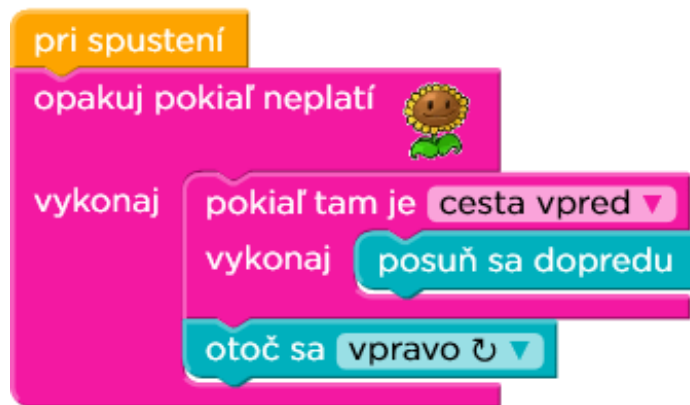 pri spustení
opakuj pokiaľ neplatí
vykonaj
pokiaľ tam je cesta vpred ▼
vykonaj posuň sa dopredu
otoč sa vpravo ↻ ▼